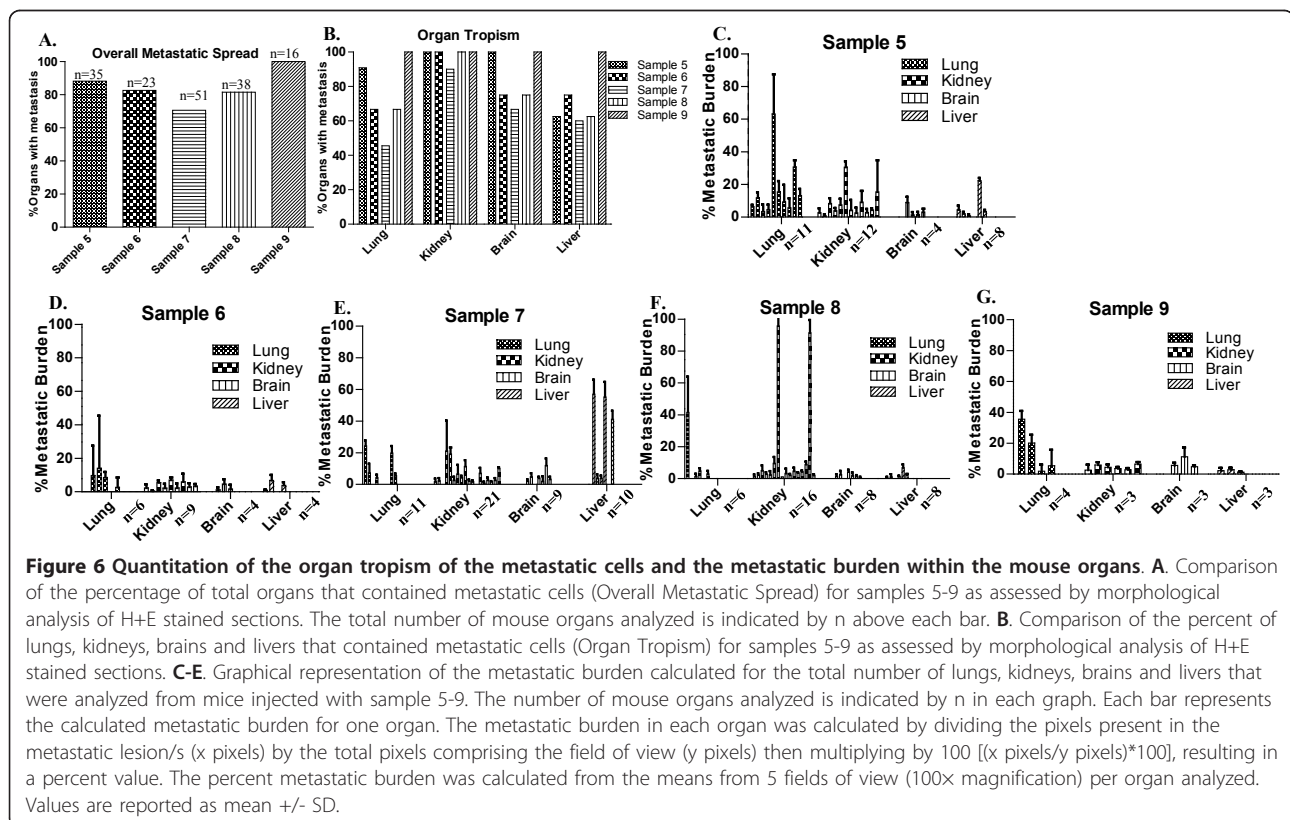 A.
Overall Metastatic Spread
%Organs with metastasis
100
80
60
40
20
0
n=35
n=23
n=51
n=38
n=16
Sample 5
Sample 6
Sample 7
Sample 8
Sample 9
B.
Organ Tropism
%Organs with metastasis
100
80
60
40
20
0
Lung
Kidney
Brain
Liver
Sample 5
Sample 6
Sample 7
Sample 8
Sample 9
C.
Sample 5
% Metastatic Burden
100
80
60
40
20
0
Lung
Kidney
Brain
Liver
Lung n=11
Kidney n=12
Brain n=4
Liver n=8
D.
Sample 6
%Metastatic Burden
100
80
60
40
20
0
Lung
Kidney
Brain
Liver
Lung n=6
Kidney n=9
Brain n=4
Liver n=4
E.
Sample 7
%Metastatic Burden
100
80
60
40
20
0
Lung
Kidney
Brain
Liver
Lung n=11
Kidney n=21
Brain n=9
Liver n=10
F.
Sample 8
%Metastatic Burden
100
80
60
40
20
0
Lung
Kidney
Brain
Liver
Lung n=6
Kidney n=16
Brain n=8
Liver n=8
G.
Sample 9
%Metastatic Burden
100
80
60
40
20
0
Lung
Kidney
Brain
Liver
Lung n=4
Kidney n=3
Brain n=3
Liver n=3
Figure 6 Quantitation of the organ tropism of the metastatic cells and the metastatic burden within the mouse organs. A. Comparison
of the percentage of total organs that contained metastatic cells (Overall Metastatic Spread) for samples 5-9 as assessed by morphological
analysis of H+E stained sections. The total number of mouse organs analyzed is indicated by n above each bar. B. Comparison of the percent of
lungs, kidneys, brains and livers that contained metastatic cells (Organ Tropism) for samples 5-9 as assessed by morphological analysis of H+E
stained sections. C-E. Graphical representation of the metastatic burden calculated for the total number of lungs, kidneys, brains and livers that
were analyzed from mice injected with sample 5-9. The number of mouse organs analyzed is indicated by n in each graph. Each bar represents
the calculated metastatic burden for one organ. The metastatic burden in each organ was calculated by dividing the pixels present in the
metastatic lesion/s (x pixels) by the total pixels comprising the field of view (y pixels) then multiplying by 100 [(x pixels/y pixels)*100], resulting in
a percent value. The percent metastatic burden was calculated from the means from 5 fields of view (100× magnification) per organ analyzed.
Values are reported as mean +/- SD.